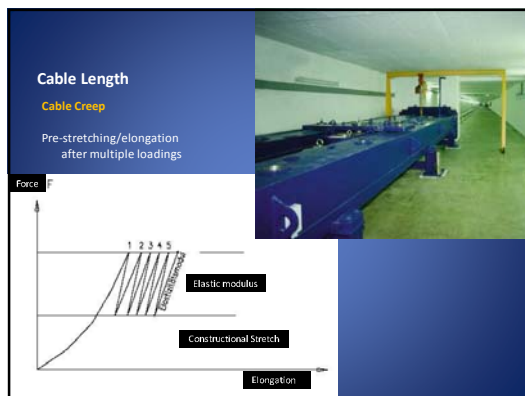 Cable Length
Cable Creep
Pre-stretching/elongation
after multiple loadings
Force F
1 2 3 4 5
Elastic modulus
Constructional Stretch
Elongation